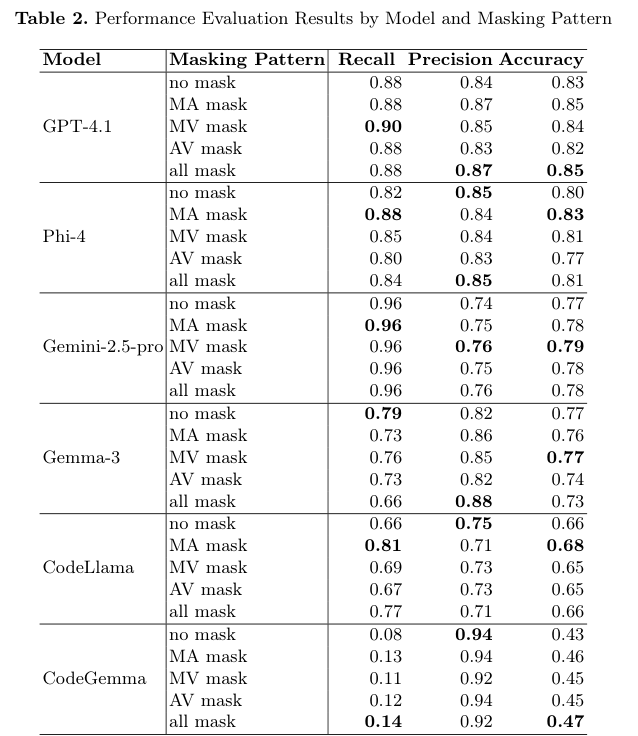 Table 2. Performance Evaluation Results by Model and Masking Pattern
Model Masking Pattern Recall Precision Accuracy
no mask 0.88 0.84 0.83
MA mask 0.88 0.87 0.85
GPT-4.1 MV mask 0.90 0.85 0.84
AV mask 0.88 0.83 0.82
all mask 0.88 0.87 0.85
no mask 0.82 0.85 0.80
MA mask 0.88 0.84 0.83
Phi-4 MV mask 0.85 0.84 0.81
AV mask 0.80 0.83 0.77
all mask 0.84 0.85 0.81
no mask 0.96 0.74 0.77
MA mask 0.96 0.75 0.78
Gemini-2.5-pro MV mask 0.96 0.76 0.79
AV mask 0.96 0.75 0.78
all mask 0.96 0.76 0.78
no mask 0.79 0.82 0.77
MA mask 0.73 0.86 0.76
Gemma-3 MV mask 0.76 0.85 0.77
AV mask 0.73 0.82 0.74
all mask 0.66 0.88 0.73
no mask 0.66 0.75 0.66
MA mask 0.81 0.71 0.68
CodeLlama MV mask 0.69 0.73 0.65
AV mask 0.67 0.73 0.65
all mask 0.77 0.71 0.66
no mask 0.08 0.94 0.43
MA mask 0.13 0.94 0.46
CodeGemma MV mask 0.11 0.92 0.45
AV mask 0.12 0.94 0.45
all mask 0.14 0.92 0.47